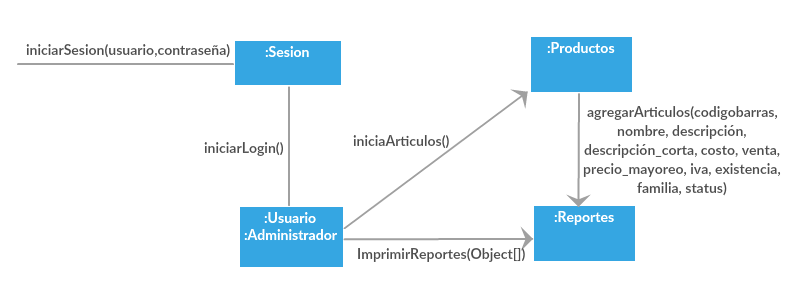 iniciarSesion(usuario,contraseña)
:Sesion
:Productos
agregarArticulos(codigobarras,
nombre, descripción,
descripción_corta, costo, venta,
precio_mayoreo, iva, existencia,
familia, status)
iniciaArticulos()
iniciarLogin()
:Usuario
:Administrador
:Reportes
ImprimirReportes(Object[])